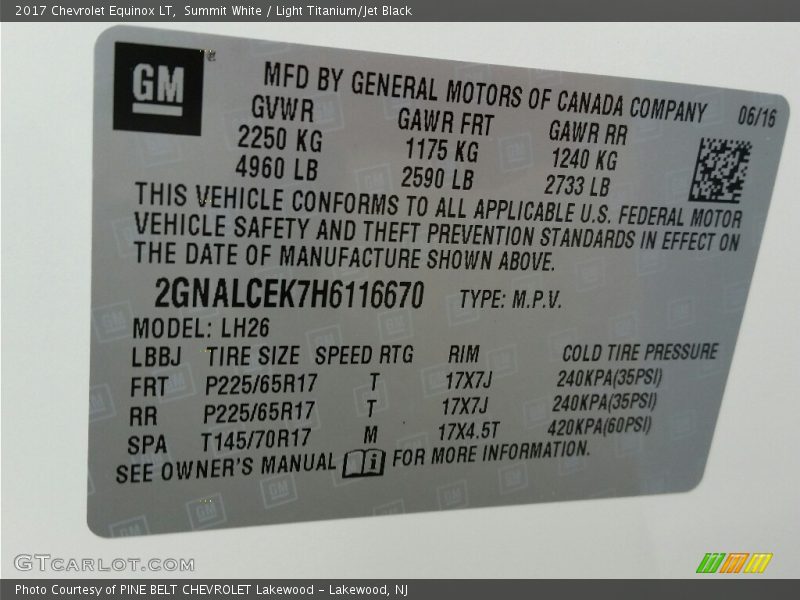 2017 Chevrolet Equinox LT,  Summit White / Light Titanium/Jet Black
GM
MFD BY GENERAL MOTORS OF CANADA COMPANY 06/16
GVWR GAWR FRT GAWR RR
2250 KG 1175 KG 1240 KG
4960 LB 2590 LB 2733 LB
THIS VEHICLE CONFORMS TO ALL APPLICABLE U.S. FEDERAL MOTOR
VEHICLE SAFETY AND THEFT PREVENTION STANDARDS IN EFFECT ON
THE DATE OF MANUFACTURE SHOWN ABOVE.
2GNALCEK7H6116670 TYPE: M.P.V.
MODEL: LH26
LBBJ TIRE SIZE SPEED RTG RIM COLD TIRE PRESSURE
FRT P225/65R17 T 17X7J 240KPA(35PSI)
RR P225/65R17 T 17X7J 240KPA(35PSI)
SPA T145/70R17 M 17X4.5T 420KPA(60PSI)
SEE OWNER'S MANUAL i FOR MORE INFORMATION.
GTCARLOT.COM
Photo Courtesy of PINE BELT CHEVROLET Lakewood - Lakewood, NJ